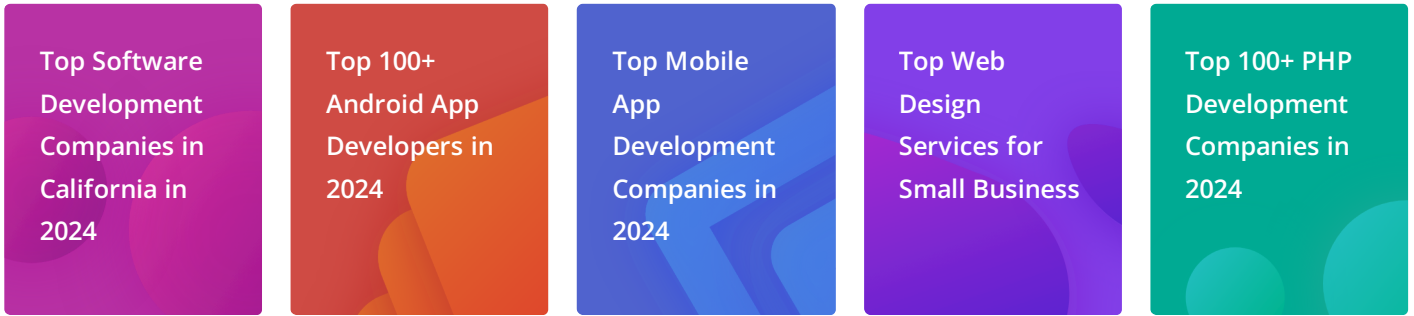 Top Software
Development
Companies in
California in
2024
Top 100+
Android App
Developers in
2024
Top Mobile
App
Development
Companies in
2024
Top Web
Design
Services for
Small Business
Top 100+ PHP
Development
Companies in
2024